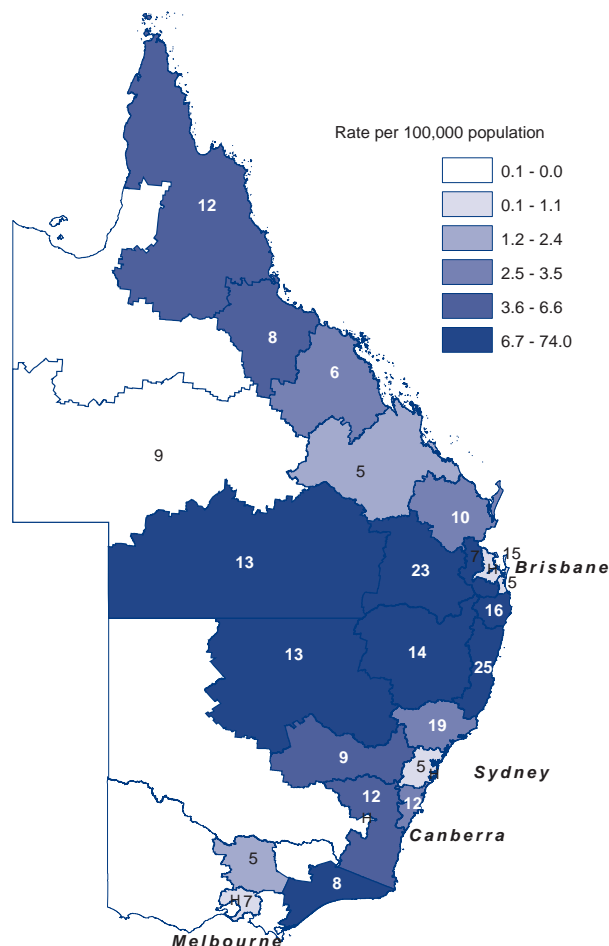 Rate per 100,000 population
0.1 - 0.0
0.1 - 1.1
1.2 - 2.4
2.5 - 3.5
3.6 - 6.6
6.7 - 74.0
12
8
6
9
5
10
7
15
H
Brisbane
5
13
23
16
13
14
25
19
9
5
H
Sydney
12
12
H
Canberra
5
8
H 7
Melbourne